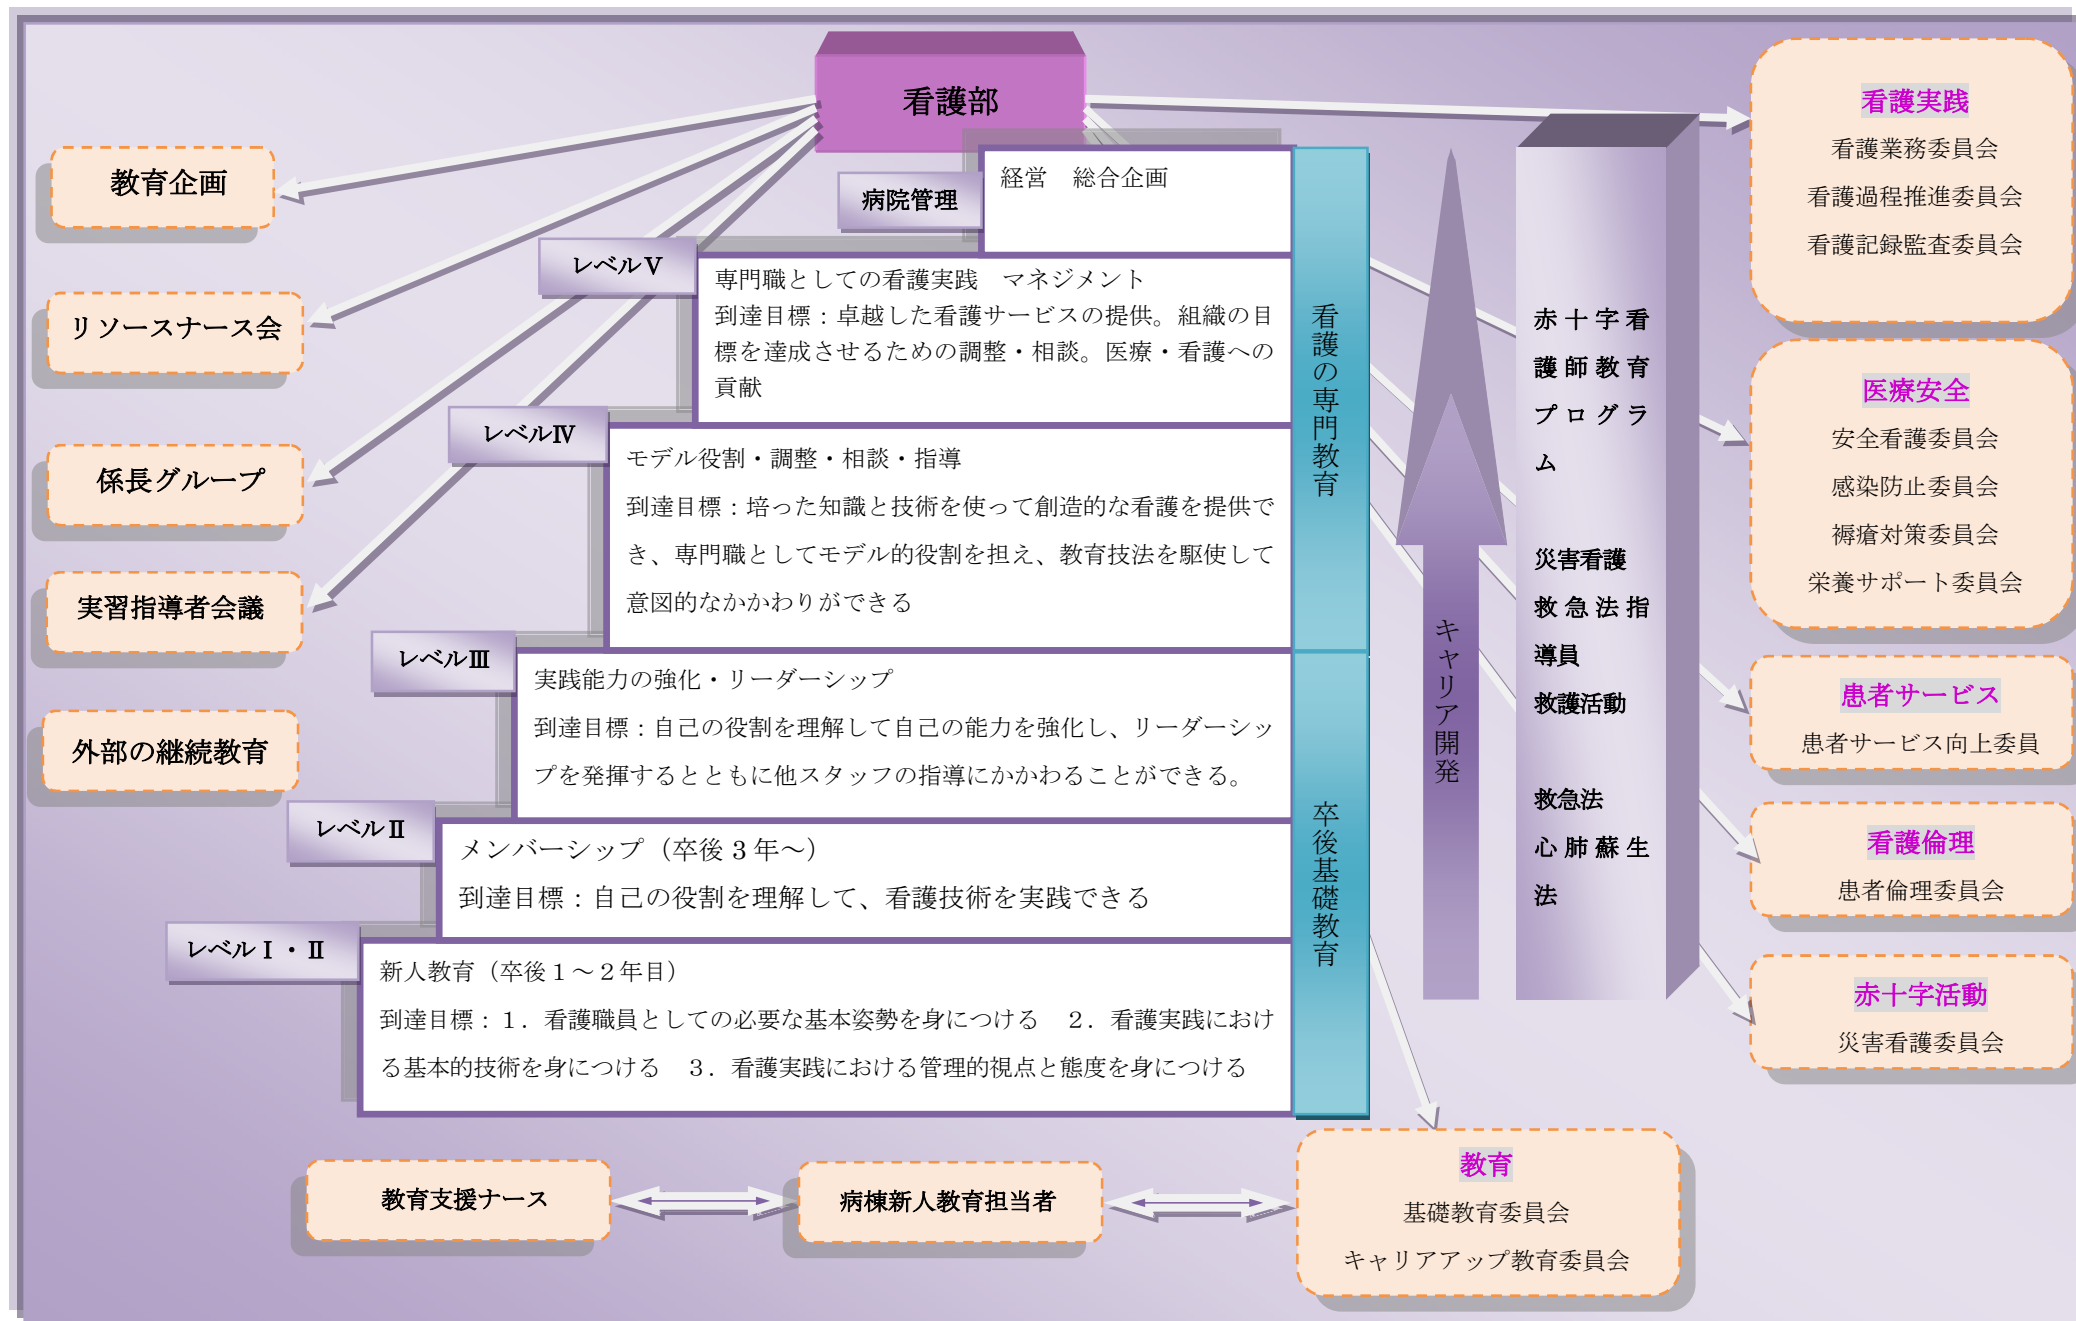 看護部
教育企画
リソースナース会
係長グループ
実習指導者会議
外部の継続教育
病院管理
経営　総合企画
レベルⅤ
専門職としての看護実践　マネジメント
到達目標：卓越した看護サービスの提供。組織の目
標を達成させるための調整・相談。医療・看護への
貢献
レベルⅣ
モデル役割・調整・相談・指導
到達目標：培った知識と技術を使って創造的な看護を提供で
き、専門職としてモデル的役割を担え、教育技法を駆使して
意図的なかかわりができる
レベルⅢ
実践能力の強化・リーダーシップ
到達目標：自己の役割を理解して自己の能力を強化し、リーダーシッ
プを発揮するとともに他スタッフの指導にかかわることができる。
レベルⅡ
メンバーシップ（卒後３年～）
到達目標：自己の役割を理解して、看護技術を実践できる
レベルⅠ・Ⅱ
新人教育（卒後１～２年目）
到達目標：１．看護職員としての必要な基本姿勢を身につける　２．看護実践におけ
る基本的技術を身につける　３．看護実践における管理的視点と態度を身につける
看護の専門教育
卒後基礎教育
キャリア開発
赤十字看
護師教育
プログラ
ム
災害看護
救急法指
導員
救護活動
救急法
心肺蘇生
法
看護実践
看護業務委員会
看護過程推進委員会
看護記録監査委員会
医療安全
安全看護委員会
感染防止委員会
褥瘡対策委員会
栄養サポート委員会
患者サービス
患者サービス向上委員
看護倫理
患者倫理委員会
赤十字活動
災害看護委員会
教育支援ナース
病棟新人教育担当者
教育
基礎教育委員会
キャリアアップ教育委員会